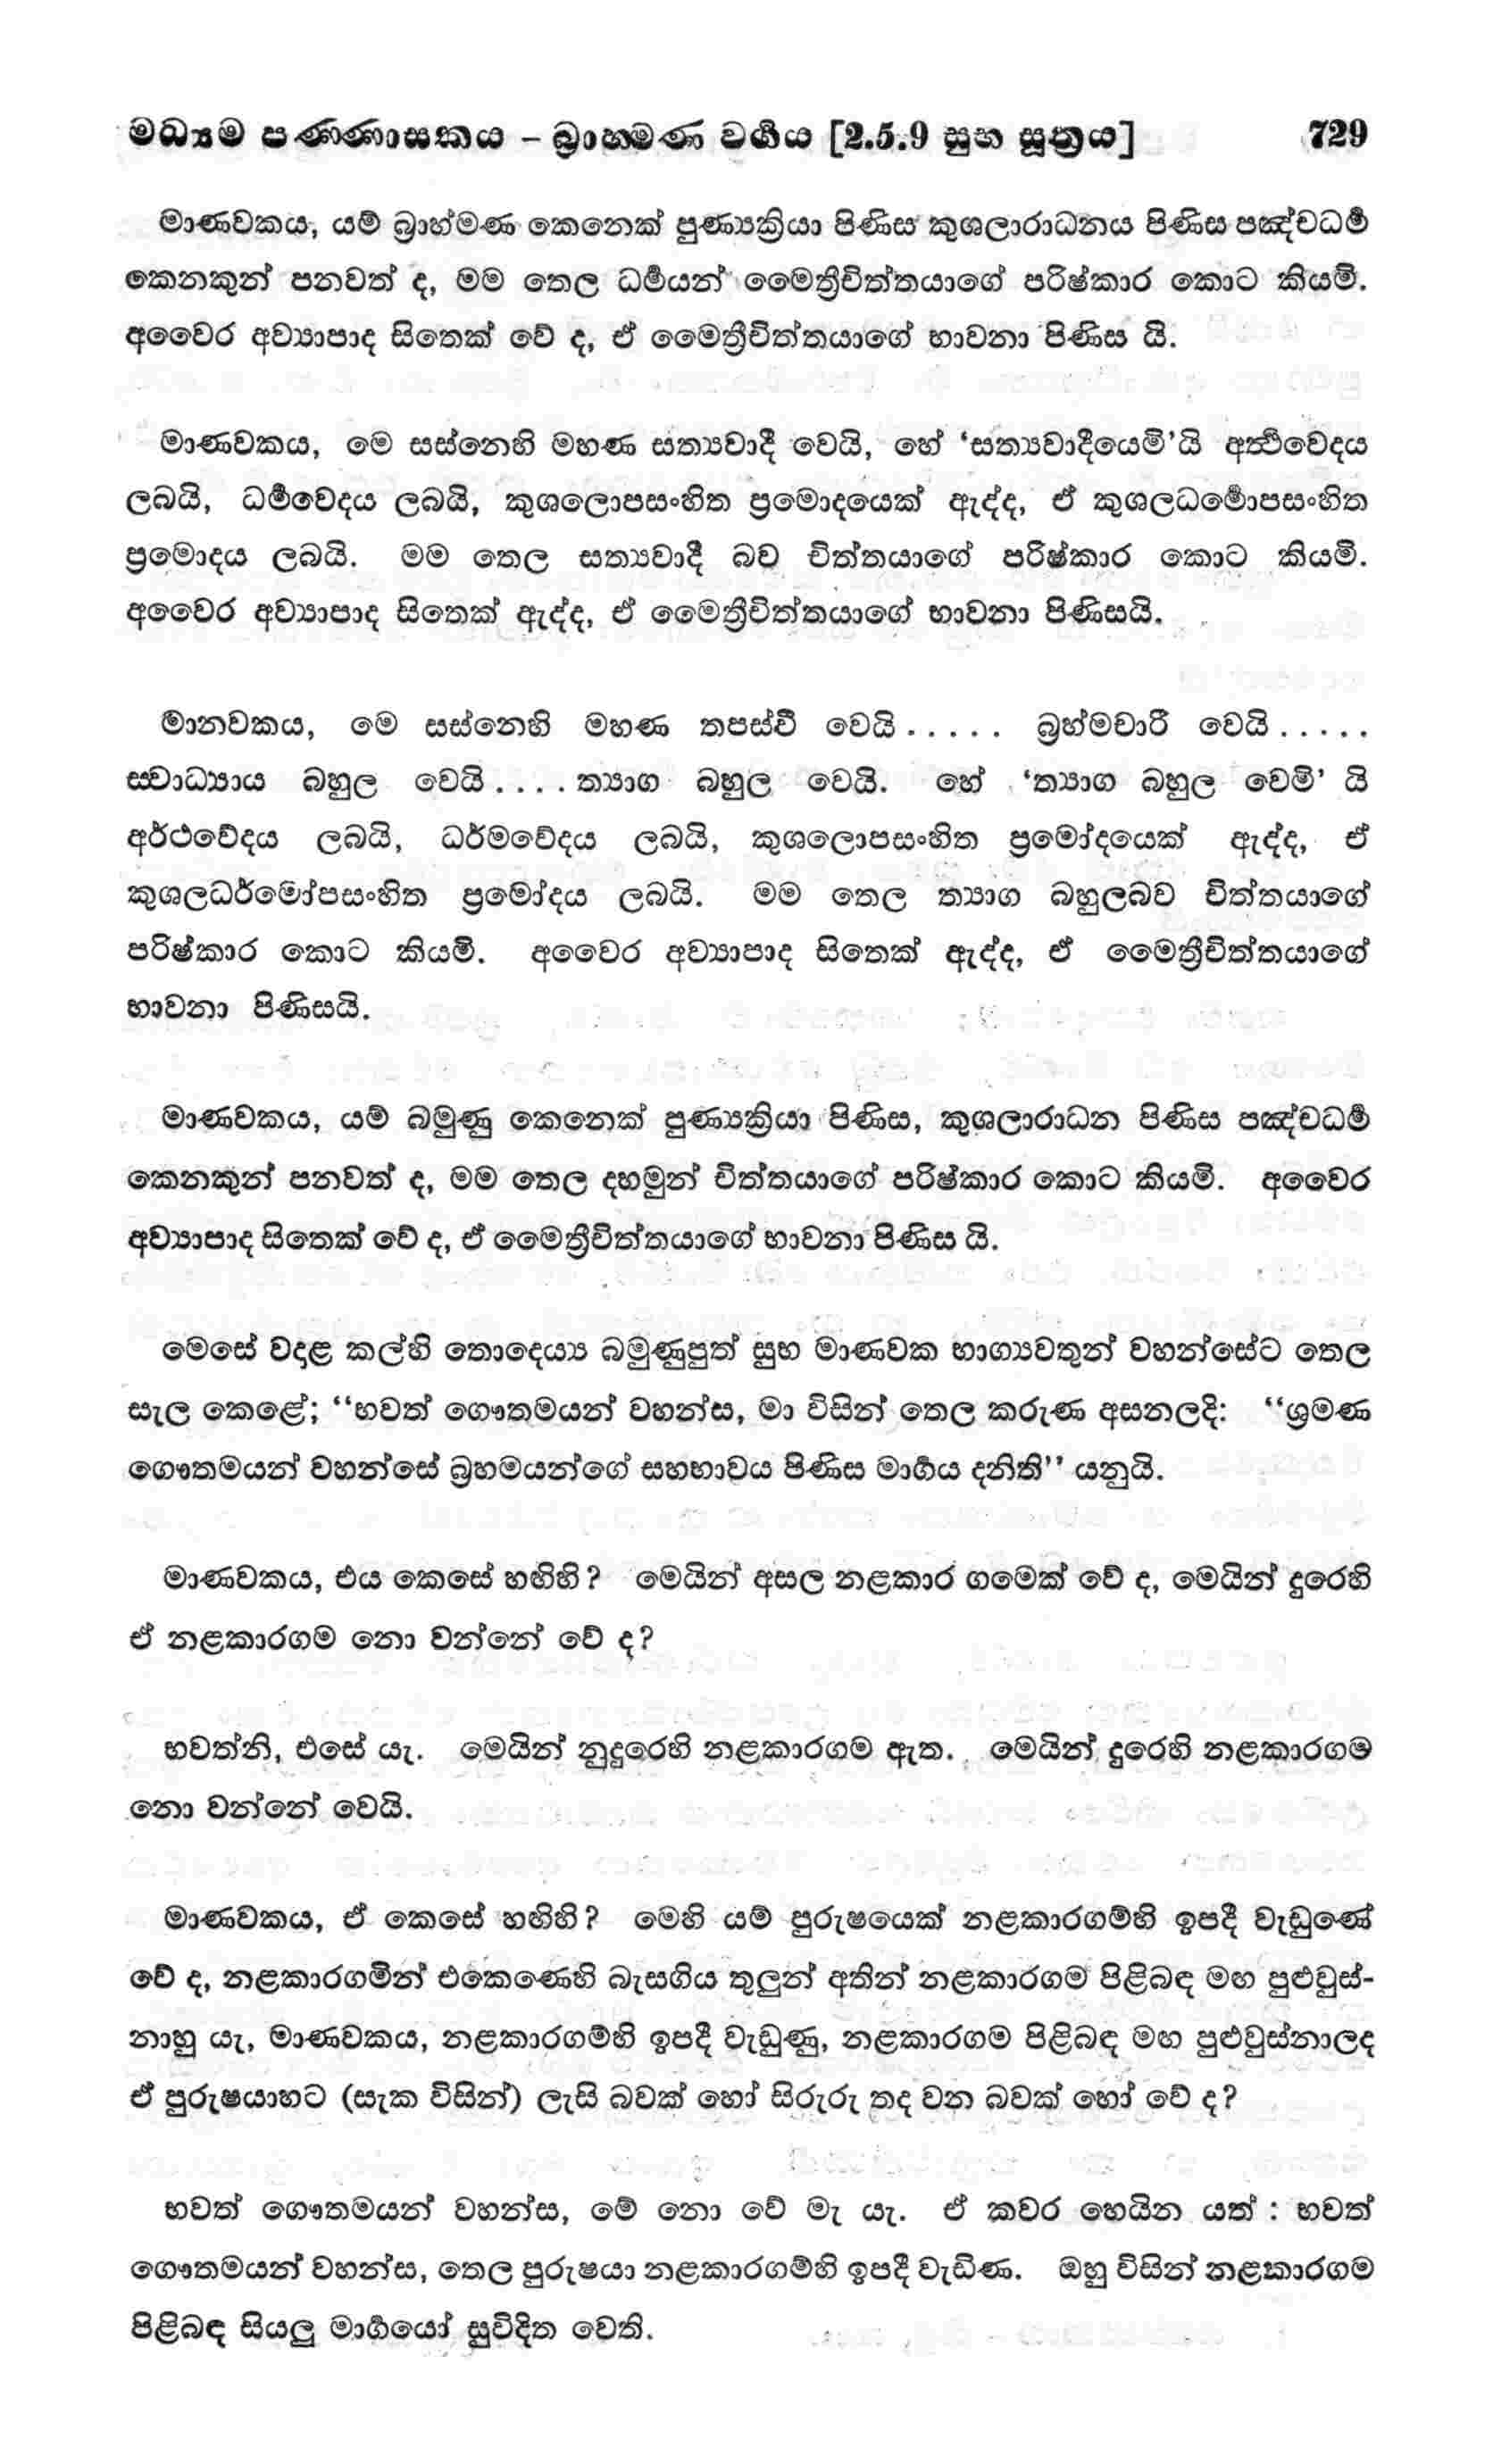 මධ්‍යම පණ්ණාසකය – බ්‍රාහ්මණ වර්‍ගය [2.5.9 සුභ සූත්‍රය] 729
මාණවකය, යම් බ්‍රාහ්මණ කෙනෙක් පුණ්‍යක්‍රියා පිණිස කුශලාරාධනය පිණිස පඤ්චධර්‍ම
කෙනකුන් පනවත් ද, මම තෙල ධර්‍මයන් මෛත්‍රීචිත්තයාගේ පරිෂ්කාර කොට කියමි.
අවෛර අව්‍යාපාද සිතෙක් වේ ද, ඒ මෛත්‍රීචිත්තයාගේ භාවනා පිණිස යි.
මාණවකය, මෙ සස්නෙහි මහණ සත්‍යවාදී වෙයි, හේ ‘සත්‍යවාදීයෙමි’යි අර්‍ත්‍ථවෙදය
ලබයි, ධර්‍මවෙදය ලබයි, කුශලොපසංහිත ප්‍රමොදයෙක් ඇද්ද, ඒ කුශලධර්‍මොපසංහිත
ප්‍රමොදය ලබයි. මම තෙල සත්‍යවාදී බව චිත්තයාගේ පරිෂ්කාර කොට කියමි.
අවෛර අව්‍යාපාද සිතෙක් ඇද්ද, ඒ මෛත්‍රීචිත්තයාගේ භාවනා පිණිසයි.
මානවකය, මෙ සස්නෙහි මහණ තපස්වී වෙයි..... බ්‍රහ්මචාරී වෙයි.....
ස්වාධ්‍යාය බහුල වෙයි.... ත්‍යාග බහුල වෙයි. හේ ‘ත්‍යාග බහුල වෙමි’ යි
අර්ථවේදය ලබයි, ධර්මවේදය ලබයි, කුශලොපසංහිත ප්‍රමෝදයෙක් ඇද්ද, ඒ
කුශලධර්මෝපසංහිත ප්‍රමෝදය ලබයි. මම තෙල ත්‍යාග බහුලබව චිත්තයාගේ
පරිෂ්කාර කොට කියමි. අවෛර අව්‍යාපාද සිතෙක් ඇද්ද, ඒ මෛත්‍රීචිත්තයාගේ
භාවනා පිණිසයි.
මාණවකය, යම් බමුණු කෙනෙක් පුණ්‍යක්‍රියා පිණිස, කුශලාරාධන පිණිස පඤ්චධර්‍ම
කෙනකුන් පනවත් ද, මම තෙල දහමුන් චිත්තයාගේ පරිෂ්කාර කොට කියමි. අවෛර
අව්‍යාපාද සිතෙක් වේ ද, ඒ මෛත්‍රීචිත්තයාගේ භාවනා පිණිස යි.
මෙසේ වදාළ කල්හි තොදෙය්‍ය බමුණුපුත් සුභ මාණවක භාග්‍යවතුන් වහන්සේට තෙල
සැල කෙළේ; “භවත් ගෞතමයන් වහන්ස, මා විසින් තෙල කරුණ අසනලදි: “ශ්‍රමණ
ගෞතමයන් වහන්සේ බ්‍රහ්මයන්ගේ සහභාවය පිණිස මාර්‍ගය දනිති” යනුයි.
මාණවකය, එය කෙසේ හඟිහි? මෙයින් අසල නළකාර ගමෙක් වේ ද, මෙයින් දුරෙහි
ඒ නළකාරගම නො වන්නේ වේ ද?
භවත්නි, එසේ යැ. මෙයින් නුදුරෙහි නළකාරගම ඇත. මෙයින් දුරෙහි නළකාරගම
නො වන්නේ වෙයි.
මාණවකය, ඒ කෙසේ හඟිහි? මෙහි යම් පුරුෂයෙක් නළකාරගම්හි ඉපදී වැඩුණේ
වේ ද, නළකාරගමින් එකෙණෙහි බැසගිය තුලුන් අතින් නළකාරගම පිළිබඳ මඟ පුළුවුස්-
නාහු යැ, මාණවකය, නළකාරගම්හි ඉපදී වැඩුණු, නළකාරගම පිළිබඳ මඟ පුළුවුස්නාලද
ඒ පුරුෂයාහට (සැක විසින්) ලැසි බවක් හෝ සිරුරු තද වන බවක් හෝ වේ ද?
භවත් ගෞතමයන් වහන්ස, මේ නො වේ මැ යැ. ඒ කවර හෙයින යත් : භවත්
ගෞතමයන් වහන්ස, තෙල පුරුෂයා නළකාරගම්හි ඉපදී වැඩිණ. ඔහු විසින් නළකාරගම
පිළිබඳ සියලු මාර්‍ගයෝ සුවිදිත වෙති.